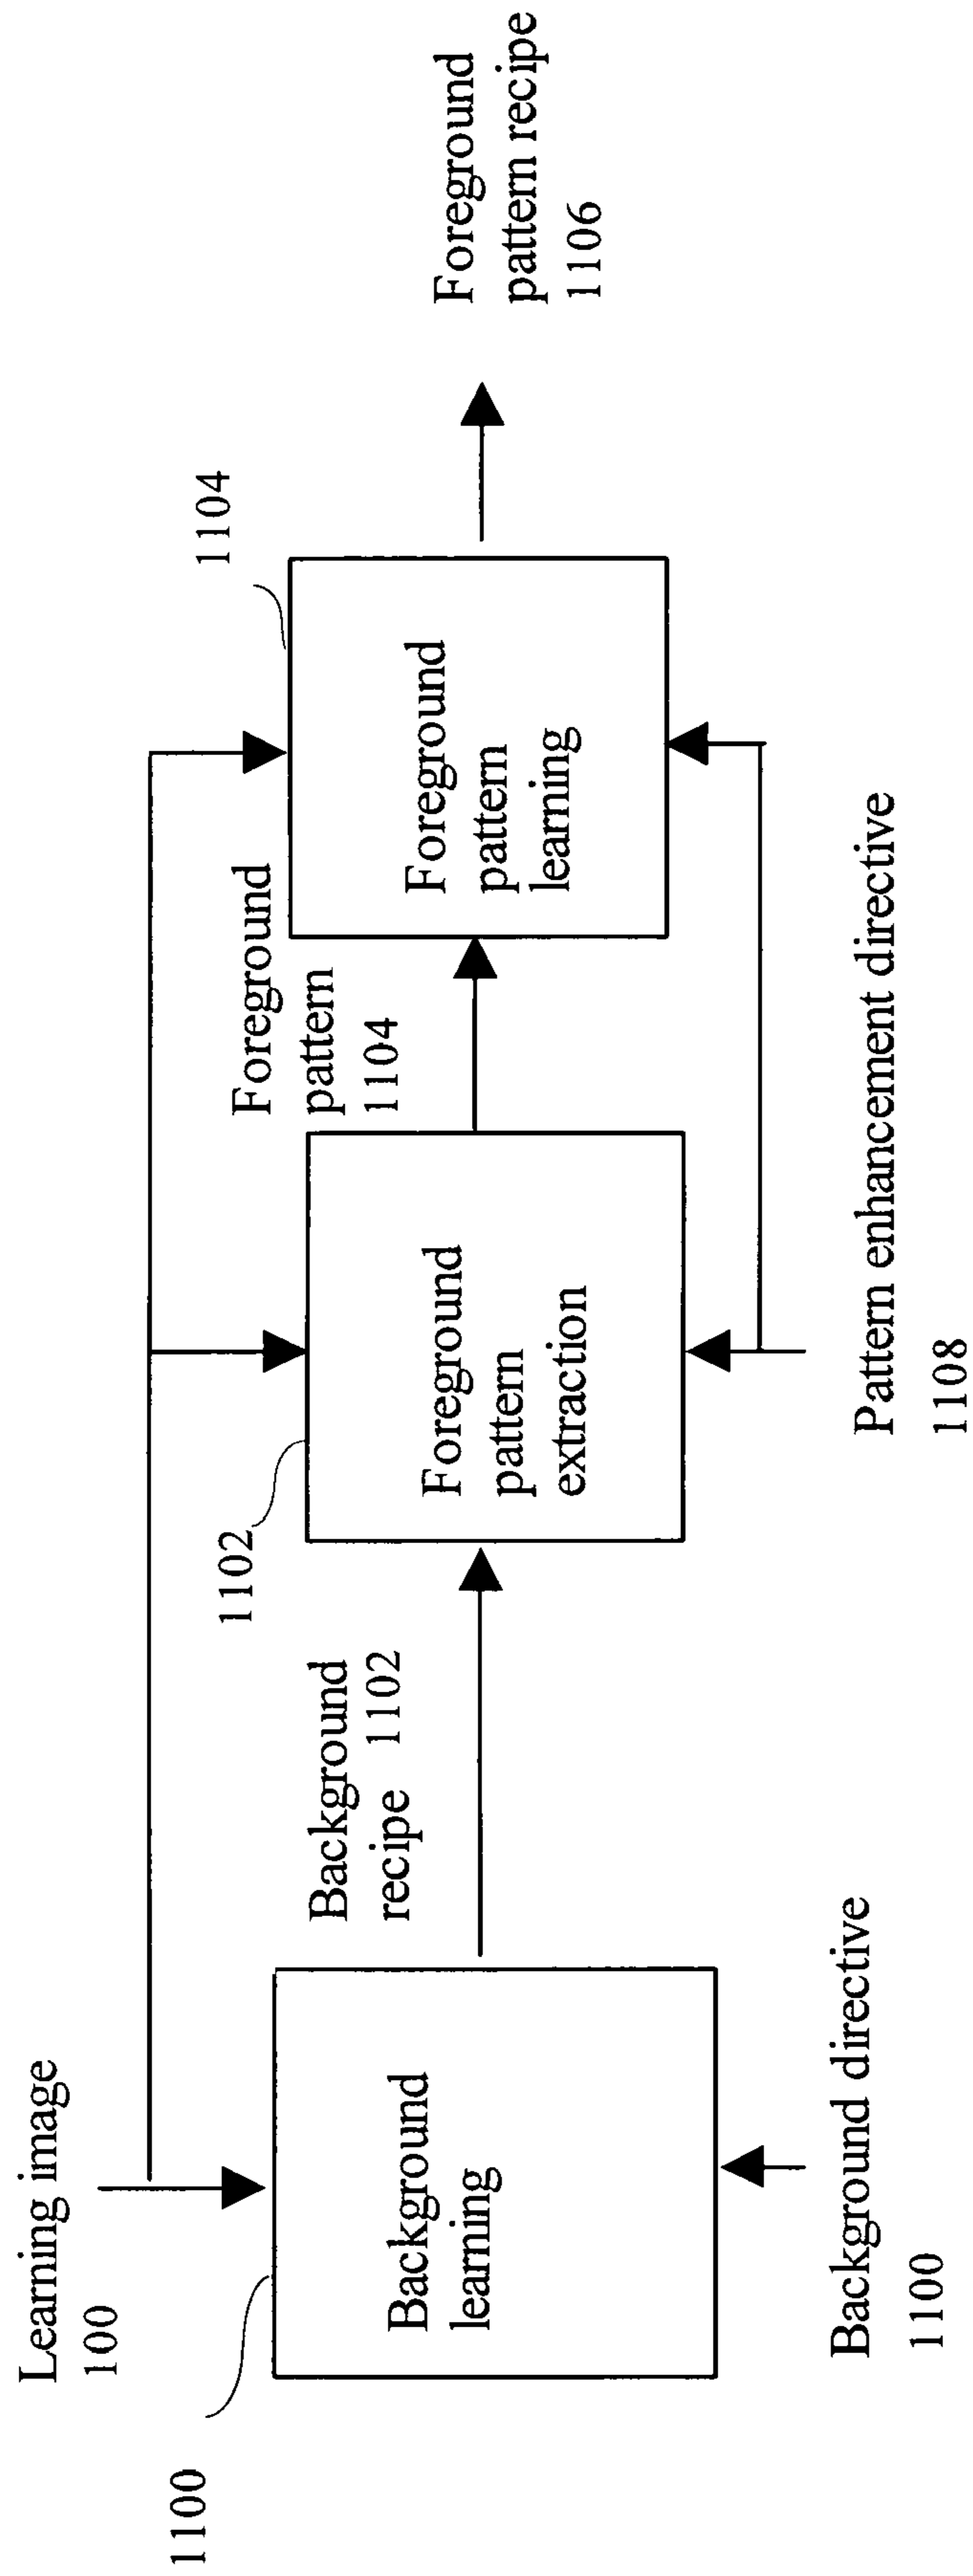 Learning image
100
1100
Background
learning
Background directive
1100
Background
recipe 1102
1102
Foreground
pattern
extraction
Pattern enhancement directive
1108
Foreground
pattern
1104
1104
Foreground
pattern
learning
Foreground
pattern recipe
1106